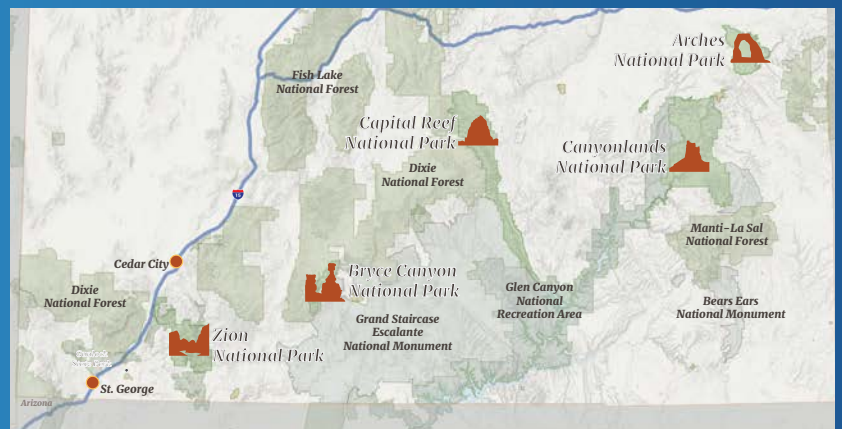 Arches
National Park
Fish Lake
National Forest
Capital Reef
National Park
Canyonlands
National Park
Dixie
National Forest
Manti-La Sal
National Forest
Cedar City
Bryce Canyon
National Park
Dixie
National Forest
Glen Canyon
National
Recreation Area
Bears Ears
National Monument
Grand Staircase
Escalante
National Monument
Zion
National Park
St. George
Arizona